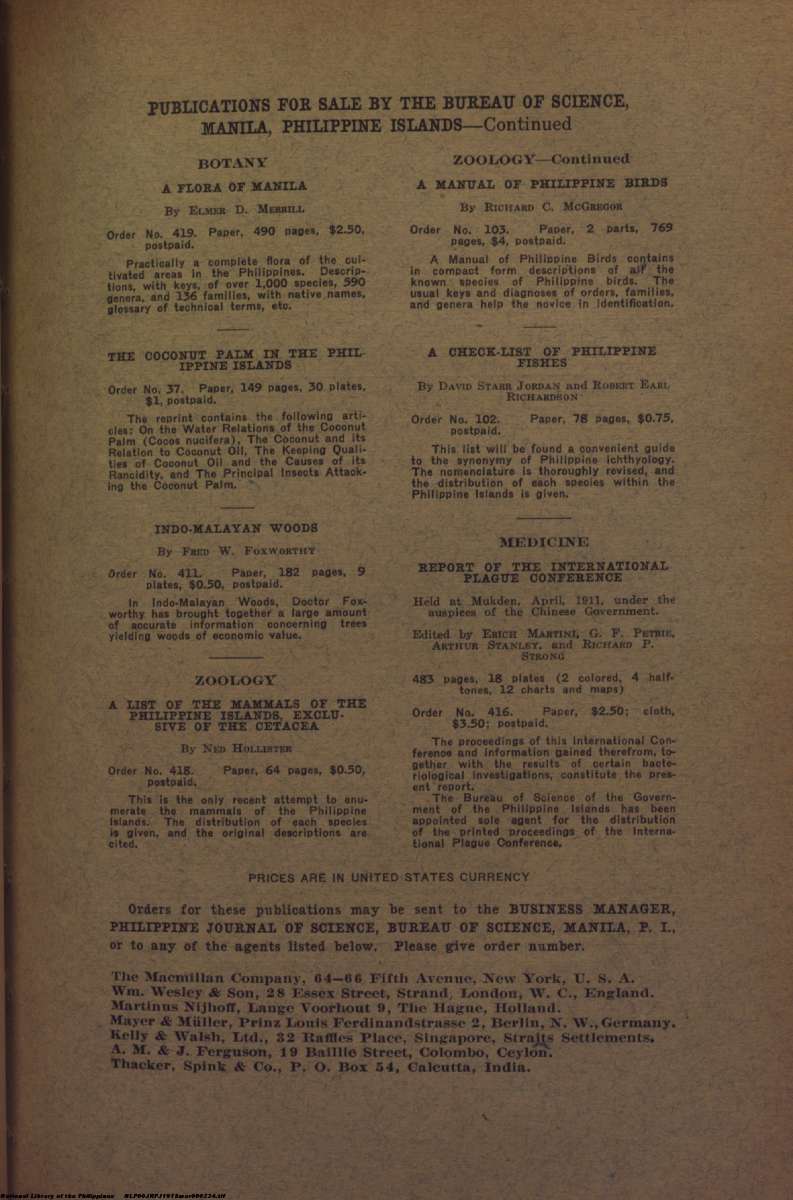 PUBLICATIONS FOR SALE BY THE BUREAU OF SCIENCE,
MANILA, PHILIPPINE ISLANDS—Continued
BOTANY
A FLORA OF MANILA
By ELMER D. MERRILL
Order No. 419. Paper, 490 pages, $2.50,
postpaid.
Practically a complete flora of the cul-
tivated areas in the Philippines. Descrip-
tions, with keys, of over 1,000 species, 590
genera, and 136 families, with native names,
glossary of technical terms, etc.
THE COCONUT PALM IN THE PHIL-
IPPINE ISLANDS
Order No. 37. Paper, 149 pages, 30 plates,
$1, postpaid.
The reprint contains the following arti-
cles: On the Water Relations of the Coconut
Palm (Cocos nucifera), The Coconut and its
Relation to Coconut Oil, The Keeping Quali-
ties of Coconut Oil and the Causes of its
Rancidity, and The Principal Insects Attack-
ing the Coconut Palm.
INDO-MALAYAN WOODS
By FRED W. FOXWORTHY
Order No. 411. Paper, 182 pages, 9
plates, $0.50, postpaid.
In Indo-Malayan Woods, Doctor Fox-
worthy has brought together a large amount
of accurate information concerning trees
yielding woods of economic value.
ZOOLOGY
A LIST OF THE MAMMALS OF THE
PHILIPPINE ISLANDS, EXCLU-
SIVE OF THE CETACEA
By NED HOLLISTER
Order No. 418. Paper, 64 pages, $0.50,
postpaid.
This is the only recent attempt to enu-
merate the mammals of the Philippine
Islands. The distribution of each species
is given, and the original descriptions are
cited.
ZOOLOGY—Continued
A MANUAL OF PHILIPPINE BIRDS
By RICHARD C. MCGREGOR
Order No. 103. Paper, 2 parts, 769
pages, $4, postpaid.
A Manual of Philippine Birds contains
in compact form descriptions of all the
known species of Philippine birds. The
usual keys and diagnoses of orders, families,
and genera help the novice in identification.
A CHECK-LIST OF PHILIPPINE
FISHES
By DAVID STARR JORDAN and ROBERT EARL
RICHARDSON
Order No. 102. Paper, 78 pages, $0.75,
postpaid.
This list will be found a convenient guide
to the synonymy of Philippine ichthyology.
The nomenclature is thoroughly revised, and
the distribution of each species within the
Philippine Islands is given.
MEDICINE
REPORT OF THE INTERNATIONAL
PLAGUE CONFERENCE
Held at Mukden, April, 1911, under the
auspices of the Chinese Government.
Edited by ERICH MARTINI, G. F. PETRIE,
ARTHUR STANLEY, and RICHARD P.
STRONG
483 pages, 18 plates (2 colored, 4 half-
tones, 12 charts and maps)
Order No. 416. Paper, $2.50; cloth,
$3.50; postpaid.
The proceedings of this International Con-
ference and information gained therefrom, to-
gether with the results of certain bacte-
riological investigations, constitute the pres-
ent report.
The Bureau of Science of the Govern-
ment of the Philippine Islands has been
appointed sole agent for the distribution
of the printed proceedings of the Interna-
tional Plague Conference.
PRICES ARE IN UNITED STATES CURRENCY
Orders for these publications may be sent to the BUSINESS MANAGER,
PHILIPPINE JOURNAL OF SCIENCE, BUREAU OF SCIENCE, MANILA, P. I.,
or to any of the agents listed below. Please give order number.
The Macmillan Company, 64–66 Fifth Avenue, New York, U. S. A.
Wm. Wesley & Son, 28 Essex Street, Strand, London, W. C., England.
Martinus Nijhoff, Lange Voorhout 9, The Hague, Holland.
Mayer & Müller, Prinz Louis Ferdinandstrasse 2, Berlin, N. W., Germany.
Kelly & Walsh, Ltd., 32 Raffles Place, Singapore, Straits Settlements.
A. M. & J. Ferguson, 19 Baillie Street, Colombo, Ceylon.
Thacker, Spink & Co., P. O. Box 54, Calcutta, India.
National Library of the Philippines